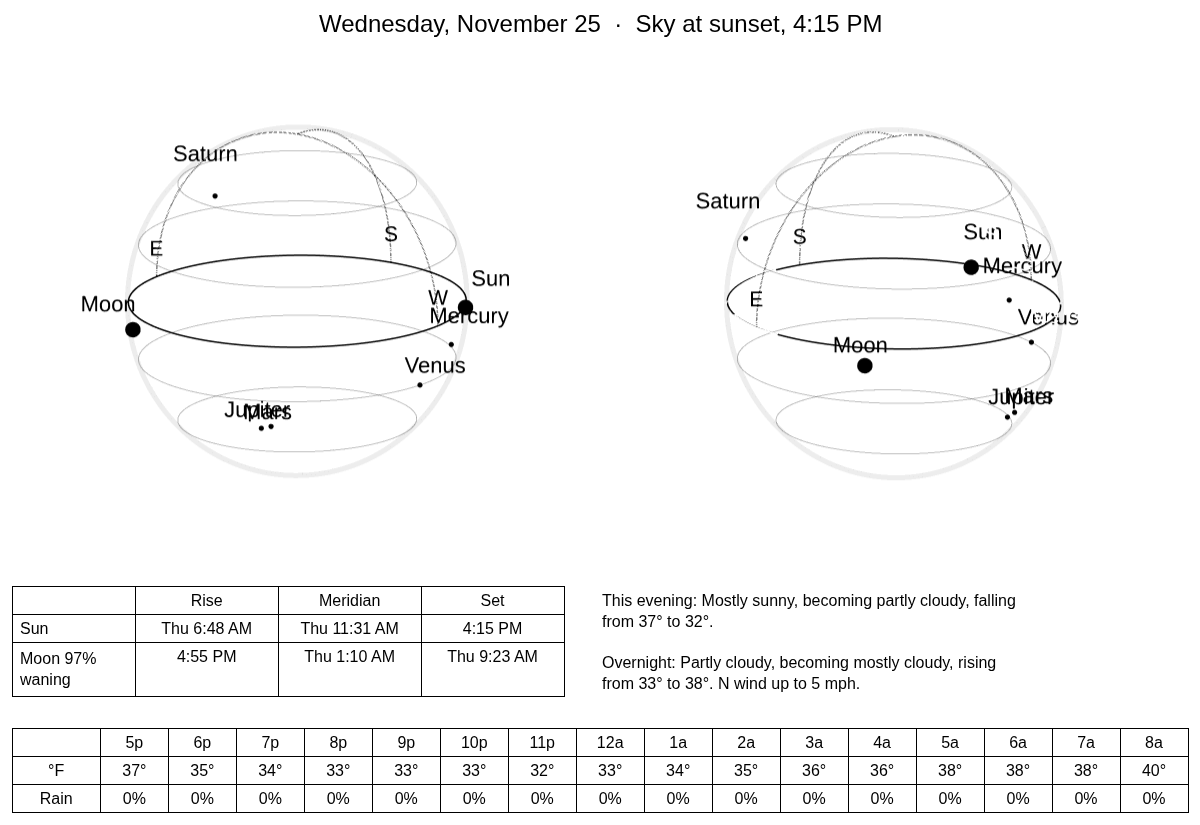 Wednesday, November 25 · Sky at sunset, 4:15 PM
Saturn
E
S
Moon
Sun
W
Mercury
Venus
Jupiter
Mars
Saturn
S
Sun
W
Mercury
E
Venus
Moon
Jupiter
Mars
Rise Meridian Set
Sun Thu 6:48 AM Thu 11:31 AM 4:15 PM
Moon 97% 4:55 PM Thu 1:10 AM Thu 9:23 AM
waning
This evening: Mostly sunny, becoming partly cloudy, falling
from 37° to 32°.
Overnight: Partly cloudy, becoming mostly cloudy, rising
from 33° to 38°. N wind up to 5 mph.
5p 6p 7p 8p 9p 10p 11p 12a 1a 2a 3a 4a 5a 6a 7a 8a
°F 37° 35° 34° 33° 33° 33° 32° 33° 34° 35° 36° 36° 38° 38° 38° 40°
Rain 0% 0% 0% 0% 0% 0% 0% 0% 0% 0% 0% 0% 0% 0% 0% 0%